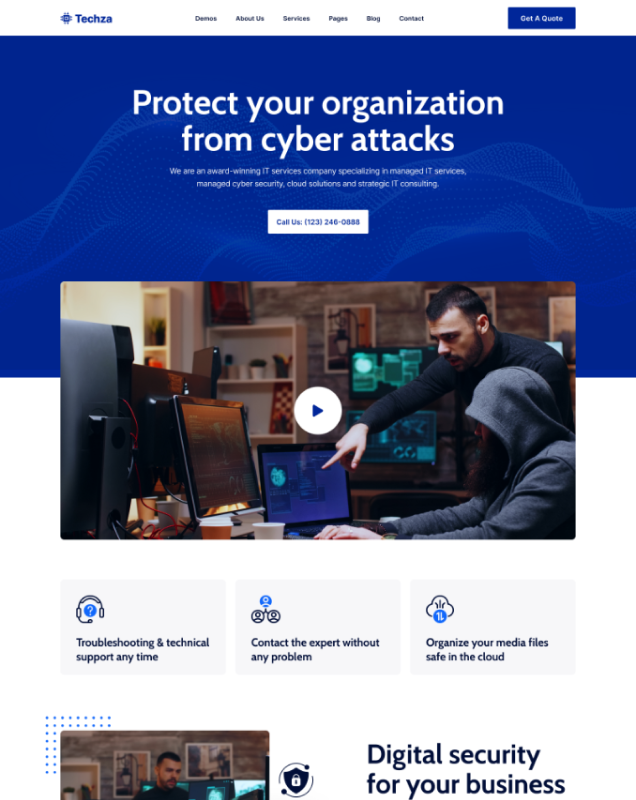 Techza
Demos About Us Services Pages Blog Contact
Get A Quote
Protect your organization
from cyber attacks
We are an award-winning IT services company specializing in managed IT services,
managed cyber security, cloud solutions and strategic IT consulting.
Call Us: (123) 246-0888
Troubleshooting & technical
support any time
Contact the expert without
any problem
Organize your media files
safe in the cloud
Digital security
for your business